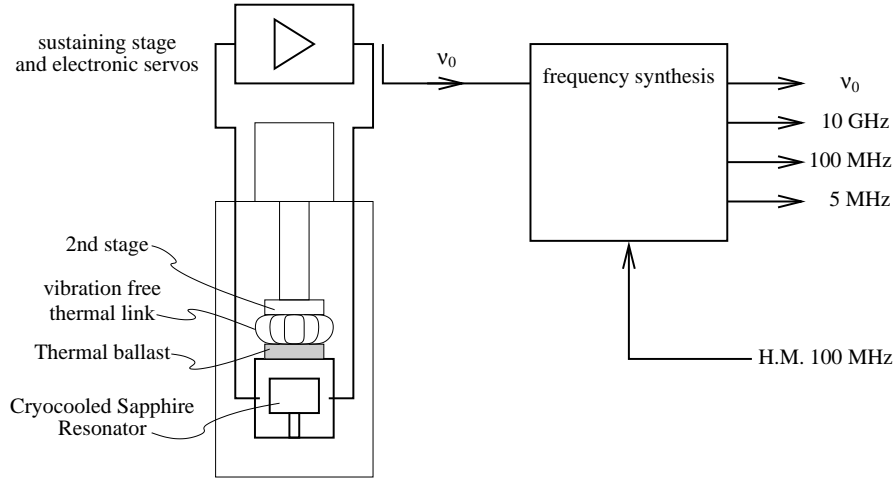 sustaining stage
and electronic servos
ν0
frequency synthesis
ν0
10 GHz
100 MHz
5 MHz
2nd stage
vibration free
thermal link
Thermal ballast
H.M. 100 MHz
Cryocooled Sapphire
Resonator